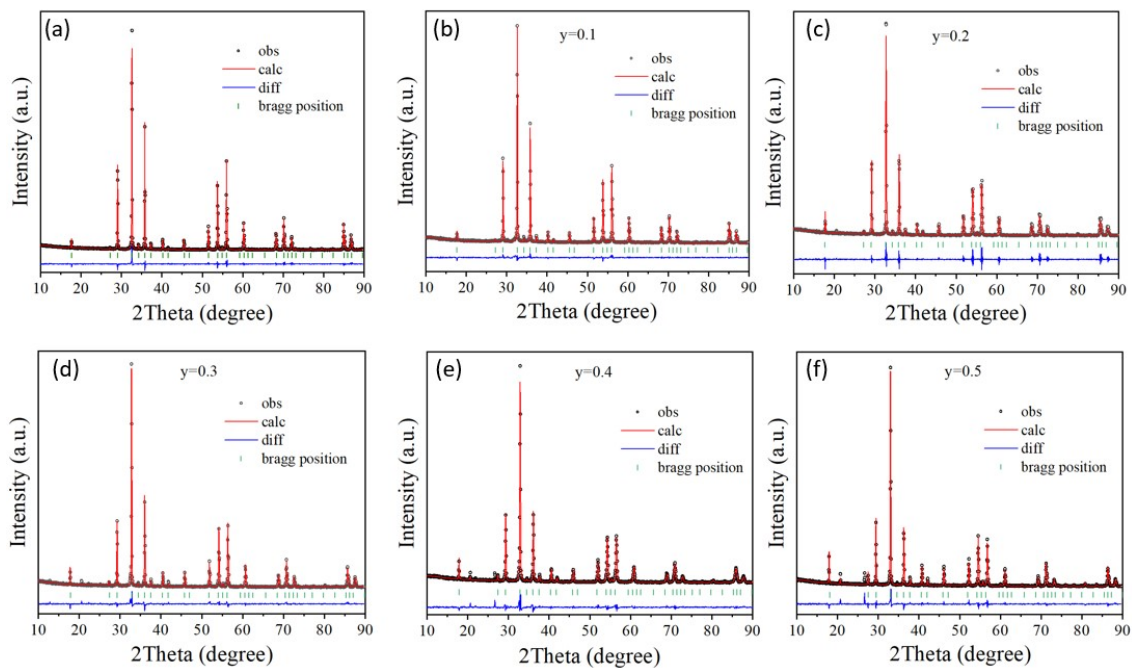 (a)
obs
calc
diff
bragg position
Intensity (a.u.)
10 20 30 40 50 60 70 80 90
2Theta (degree)
(b)
y=0.1
obs
calc
diff
bragg position
Intensity (a.u.)
10 20 30 40 50 60 70 80 90
2Theta (degree)
(c)
y=0.2
obs
calc
diff
bragg position
Intensity (a.u.)
10 20 30 40 50 60 70 80 90
2Theta (degree)
(d)
y=0.3
obs
calc
diff
bragg position
Intensity (a.u.)
10 20 30 40 50 60 70 80 90
2Theta (degree)
(e)
y=0.4
obs
calc
diff
bragg position
Intensity (a.u.)
10 20 30 40 50 60 70 80 90
2Theta (degree)
(f)
y=0.5
obs
calc
diff
bragg position
Intensity (a.u.)
10 20 30 40 50 60 70 80 90
2Theta (degree)